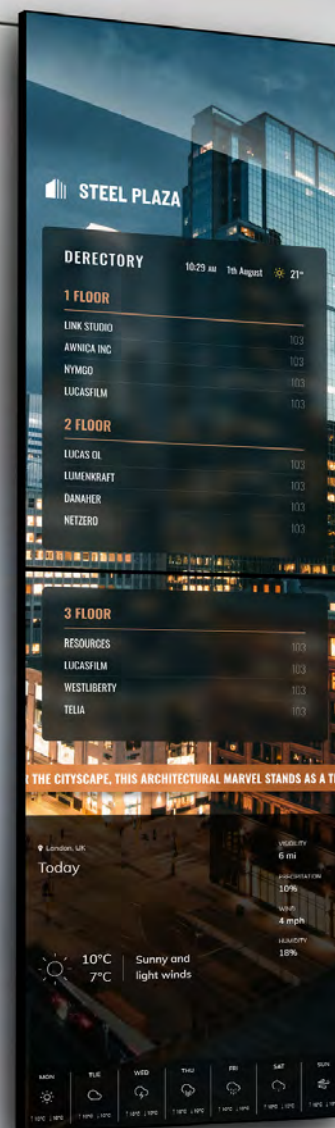 STEEL PLAZA
DERECTORY 10:29 AM 1th August 21°
1 FLOOR
LINK STUDIO 103
AWNICA INC 103
NYMGO 103
LUCASFILM 103
2 FLOOR
LUCAS OL 103
LUMENKRAFT 103
DANAHER 103
NETZERO 103
3 FLOOR
RESOURCES 103
LUCASFILM 103
WESTLIBERTY 103
TELIA 103
THE CITYSCAPE, THIS ARCHITECTURAL MARVEL STANDS AS A
London, UK
Today
VISIBILITY
6 mi
PRECIPITATION
10%
WIND
4 mph
HUMIDITY
18%
10°C
7°C
Sunny and
light winds
MON TUE WED THU FRI SAT SUN